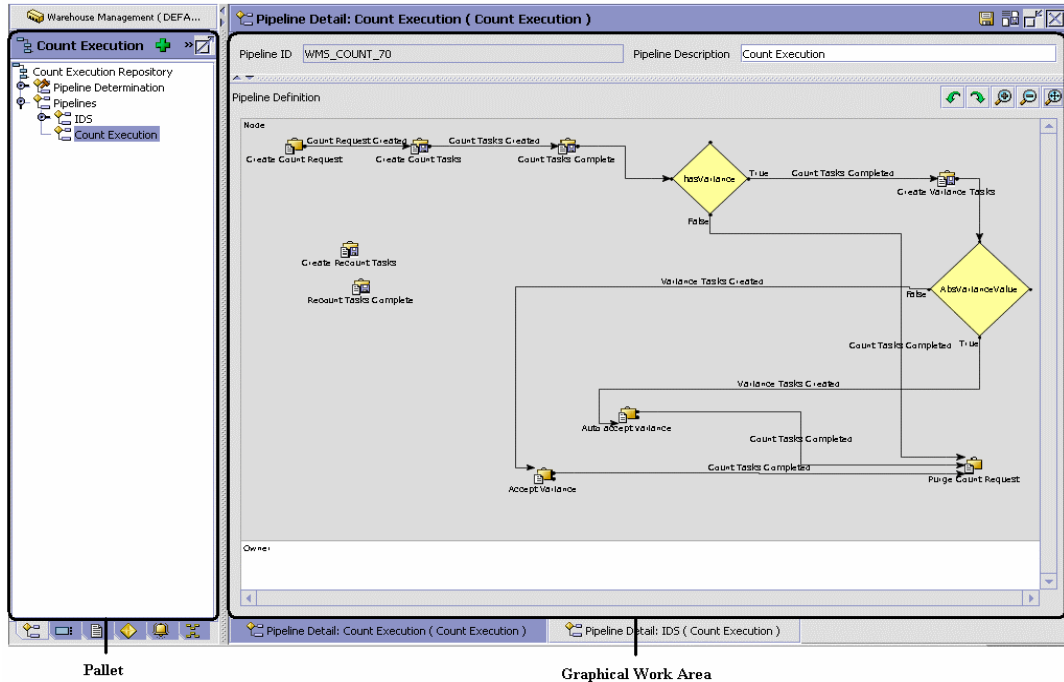 Warehouse Management ( DEFA...
Count Execution
»
Count Execution Repository
Pipeline Determination
Pipelines
IDS
Count Execution
Pipeline Detail: Count Execution ( Count Execution )
Pipeline ID WMS_COUNT_70 Pipeline Description Count Execution
Pipeline Definition
Node
Count Request Created
Count Tasks Created
Create Count Request
Create Count Tasks
Count Tasks Complete
hasVariance
True
Count Tasks Completed
Create Variance Tasks
False
Create Recount Tasks
Recount Tasks Complete
Variance Tasks Created
False
AbsVarianceValue
Count Tasks Completed
True
Variance Tasks Created
Auto accept variance
Count Tasks Completed
Count Tasks Completed
Accept Variance
Purge Count Request
Owner
Pipeline Detail: Count Execution ( Count Execution )
Pipeline Detail: IDS ( Count Execution )
Pallet
Graphical Work Area